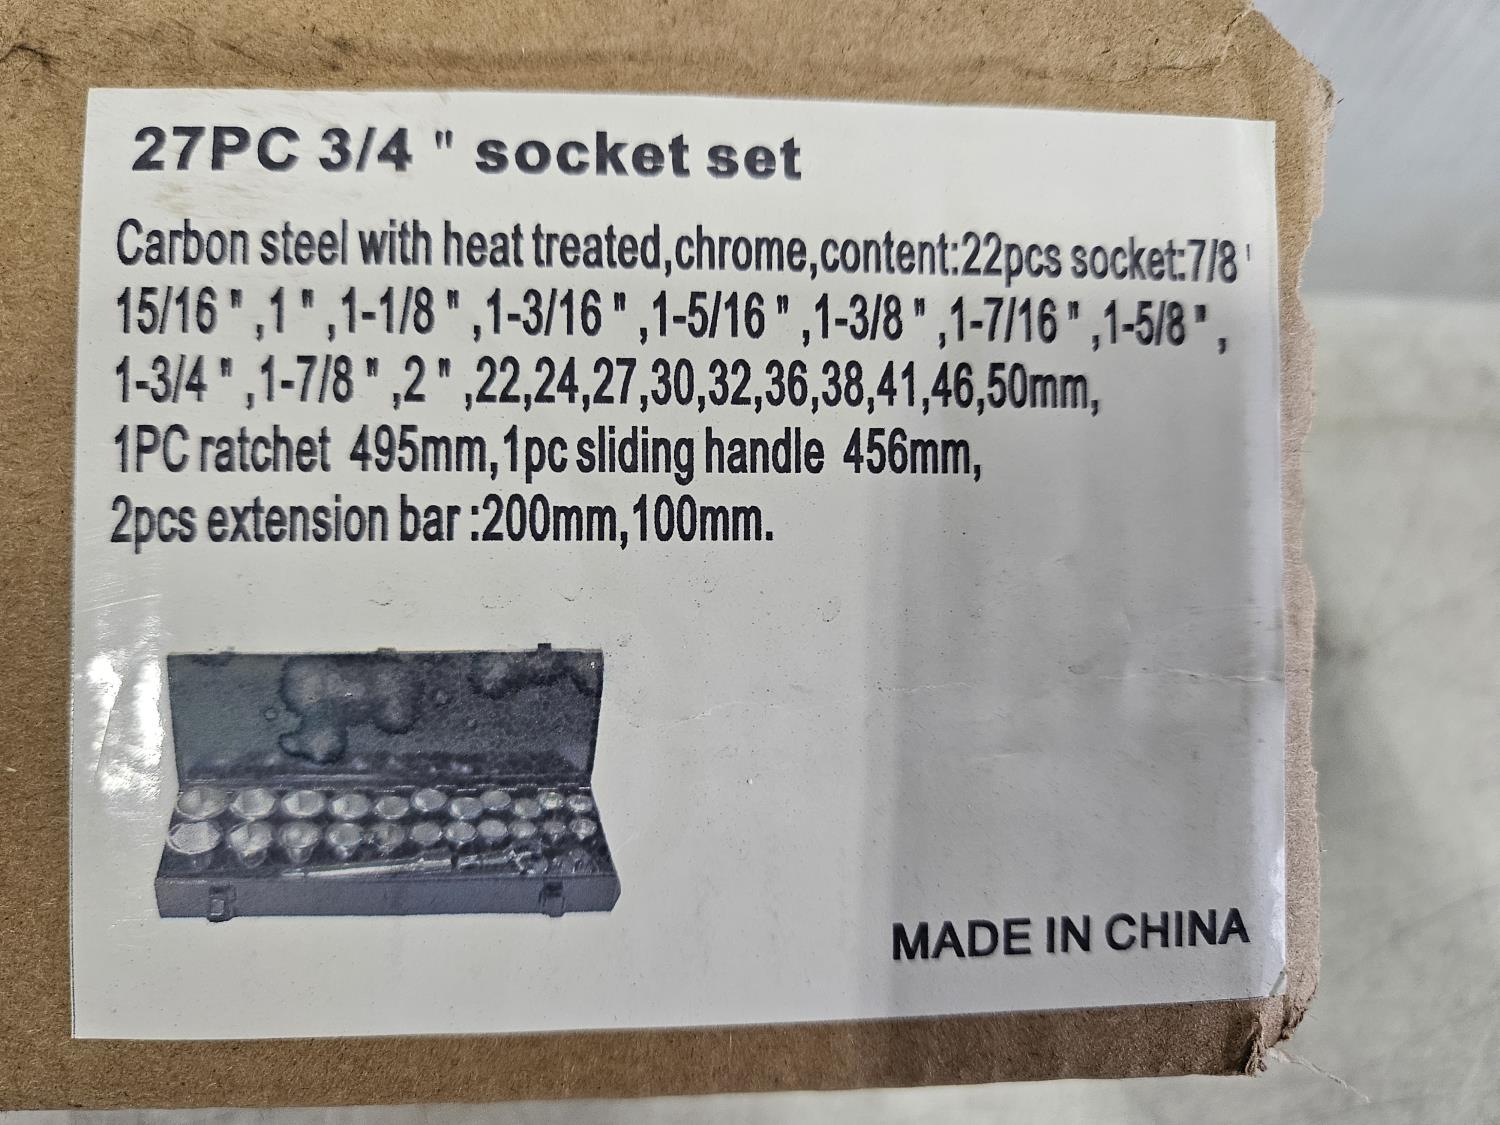 27PC 3/4 " socket set
Carbon steel with heat treated,chrome,content:22pcs socket:7/8 '
15/16 " ,1 " ,1-1/8 " ,1-3/16 " ,1-5/16 " ,1-3/8 " ,1-7/16 " ,1-5/8 " ,
1-3/4 " ,1-7/8 " ,2 " ,22,24,27,30,32,36,38,41,46,50mm,
1PC ratchet 495mm,1pc sliding handle 456mm,
2pcs extension bar :200mm,100mm.
MADE IN CHINA